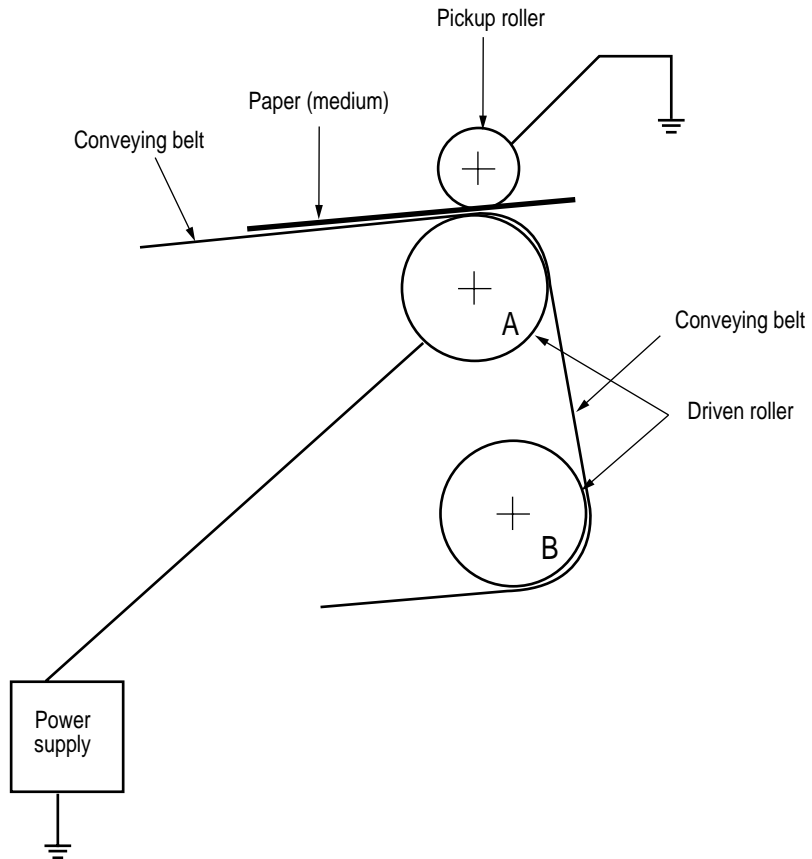 Pickup roller
Paper (medium)
Conveying belt
A
Conveying belt
Driven roller
B
Power
supply